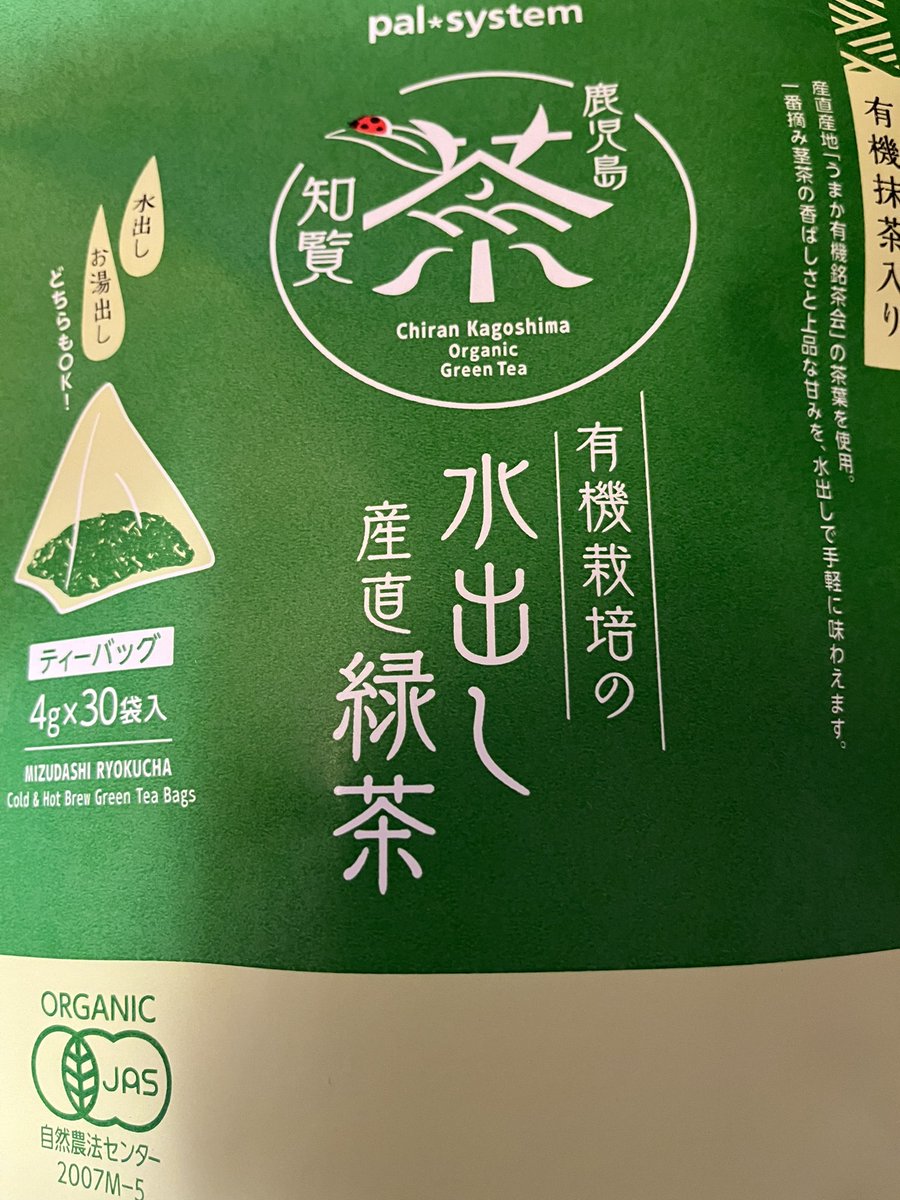 pal*system
有機抹茶入り
産直産地「うまか有機銘茶会」の茶葉を使用。
一番摘み茎茶の香ばしさと上品な甘みを、水出しで手軽に味わえます。
鹿児島
茶
知覧
Chiran Kagoshima
Organic
Green Tea
水出し
お湯出し
どちらもOK!
有機栽培の
水出し
産直緑茶
ティーバッグ
4g×30袋入
MIZUDASHI RYOKUCHA
Cold & Hot Brew Green Tea Bags
ORGANIC
JAS
自然農法センター
2007M-5